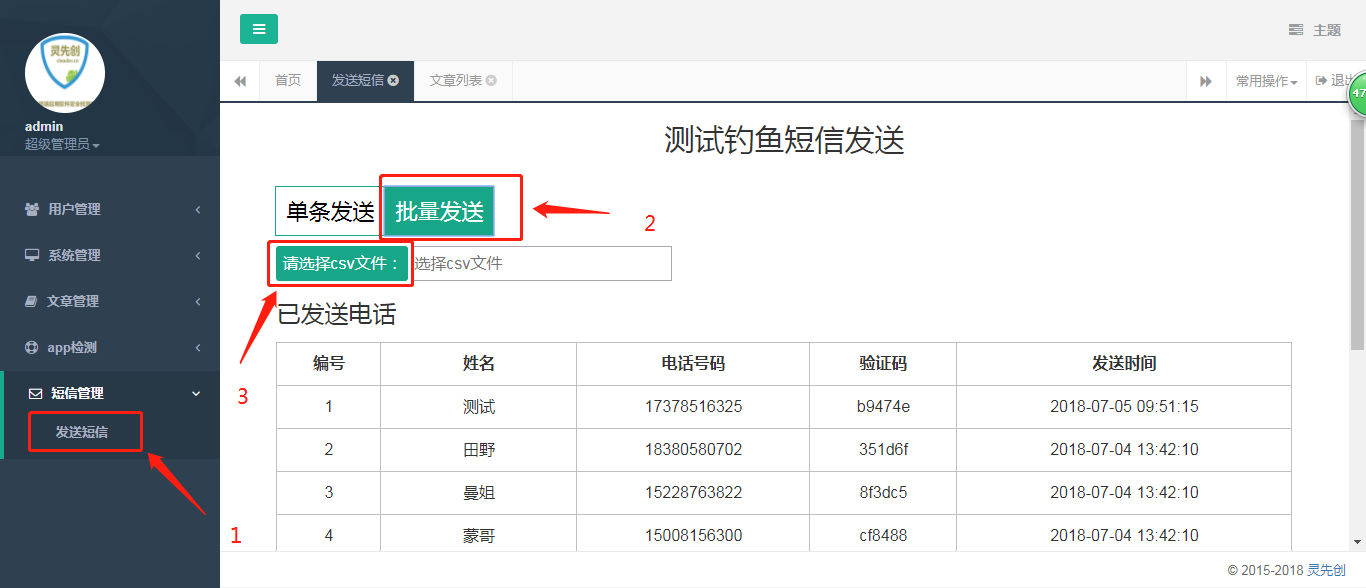 灵先创
admin
超级管理员
用户管理
系统管理
文章管理
app检测
短信管理
发送短信
1
主题
首页
发送短信
文章列表
常用操作
退出
47
测试钓鱼短信发送
单条发送 批量发送
2
请选择csv文件： 选择csv文件
3
已发送电话
编号 姓名 电话号码 验证码 发送时间
1 测试 17378516325 b9474e 2018-07-05 09:51:15
2 田野 18380580702 351d6f 2018-07-04 13:42:10
3 曼姐 15228763822 8f3dc5 2018-07-04 13:42:10
4 蒙哥 15008156300 cf8488 2018-07-04 13:42:10
© 2015-2018 灵先创